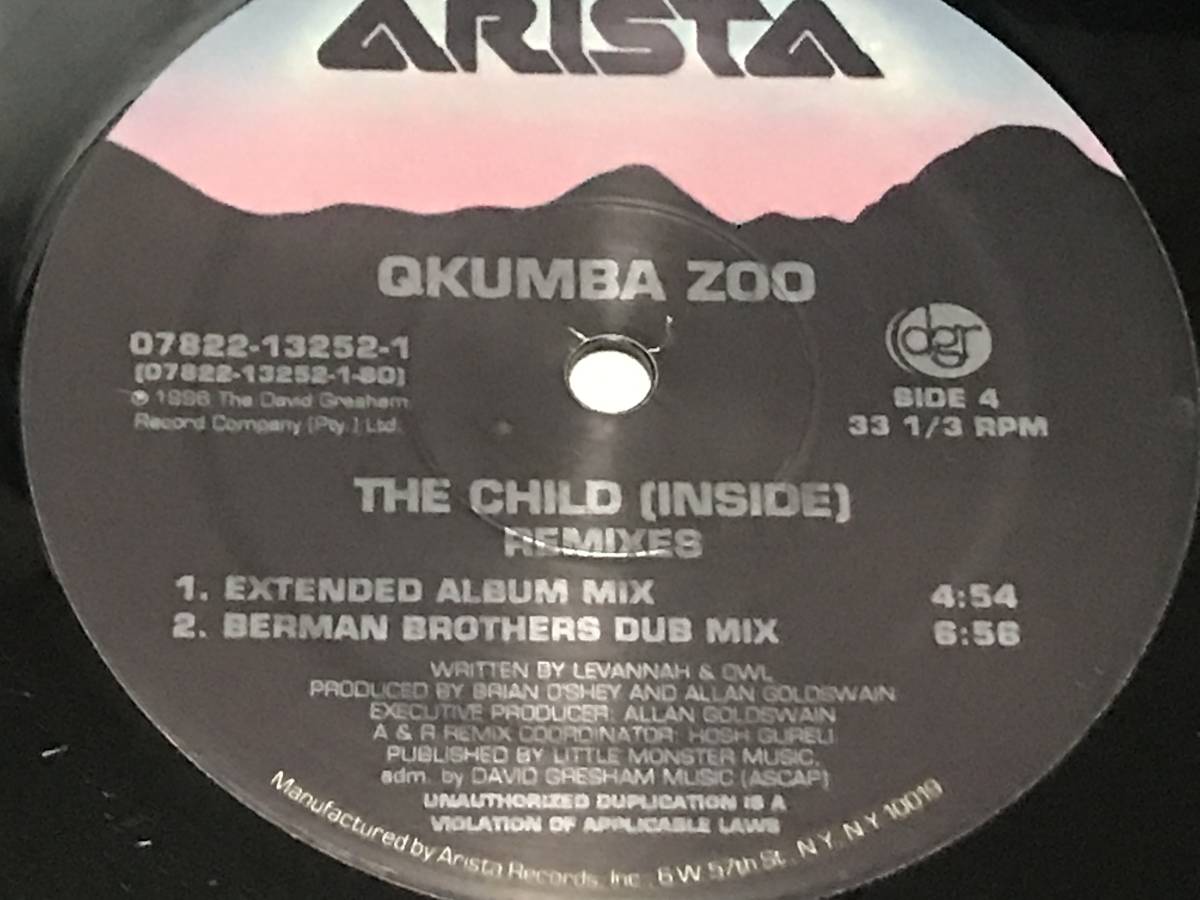 ARISTA
QKUMBA ZOO
07822-13252-1
(07822-13252-1-SD)
℗ 1996 The David Gresham
Record Company (Pty.) Ltd.
dgr
SIDE 4
33 1/3 RPM
THE CHILD (INSIDE)
REMIXES
1. EXTENDED ALBUM MIX 4:54
2. BERMAN BROTHERS DUB MIX 6:56
WRITTEN BY LEVANNAH & OWL
PRODUCED BY BRIAN O'SHEY AND ALLAN GOLDSWAIN
EXECUTIVE PRODUCER: ALLAN GOLDSWAIN
A & R REMIX COORDINATOR: HOSH GURELI
PUBLISHED BY LITTLE MONSTER MUSIC.
adm. by DAVID GRESHAM MUSIC (ASCAP)
UNAUTHORIZED DUPLICATION IS A
VIOLATION OF APPLICABLE LAWS
Manufactured by Arista Records, Inc., 6 W. 57th St., N.Y., N.Y. 10019